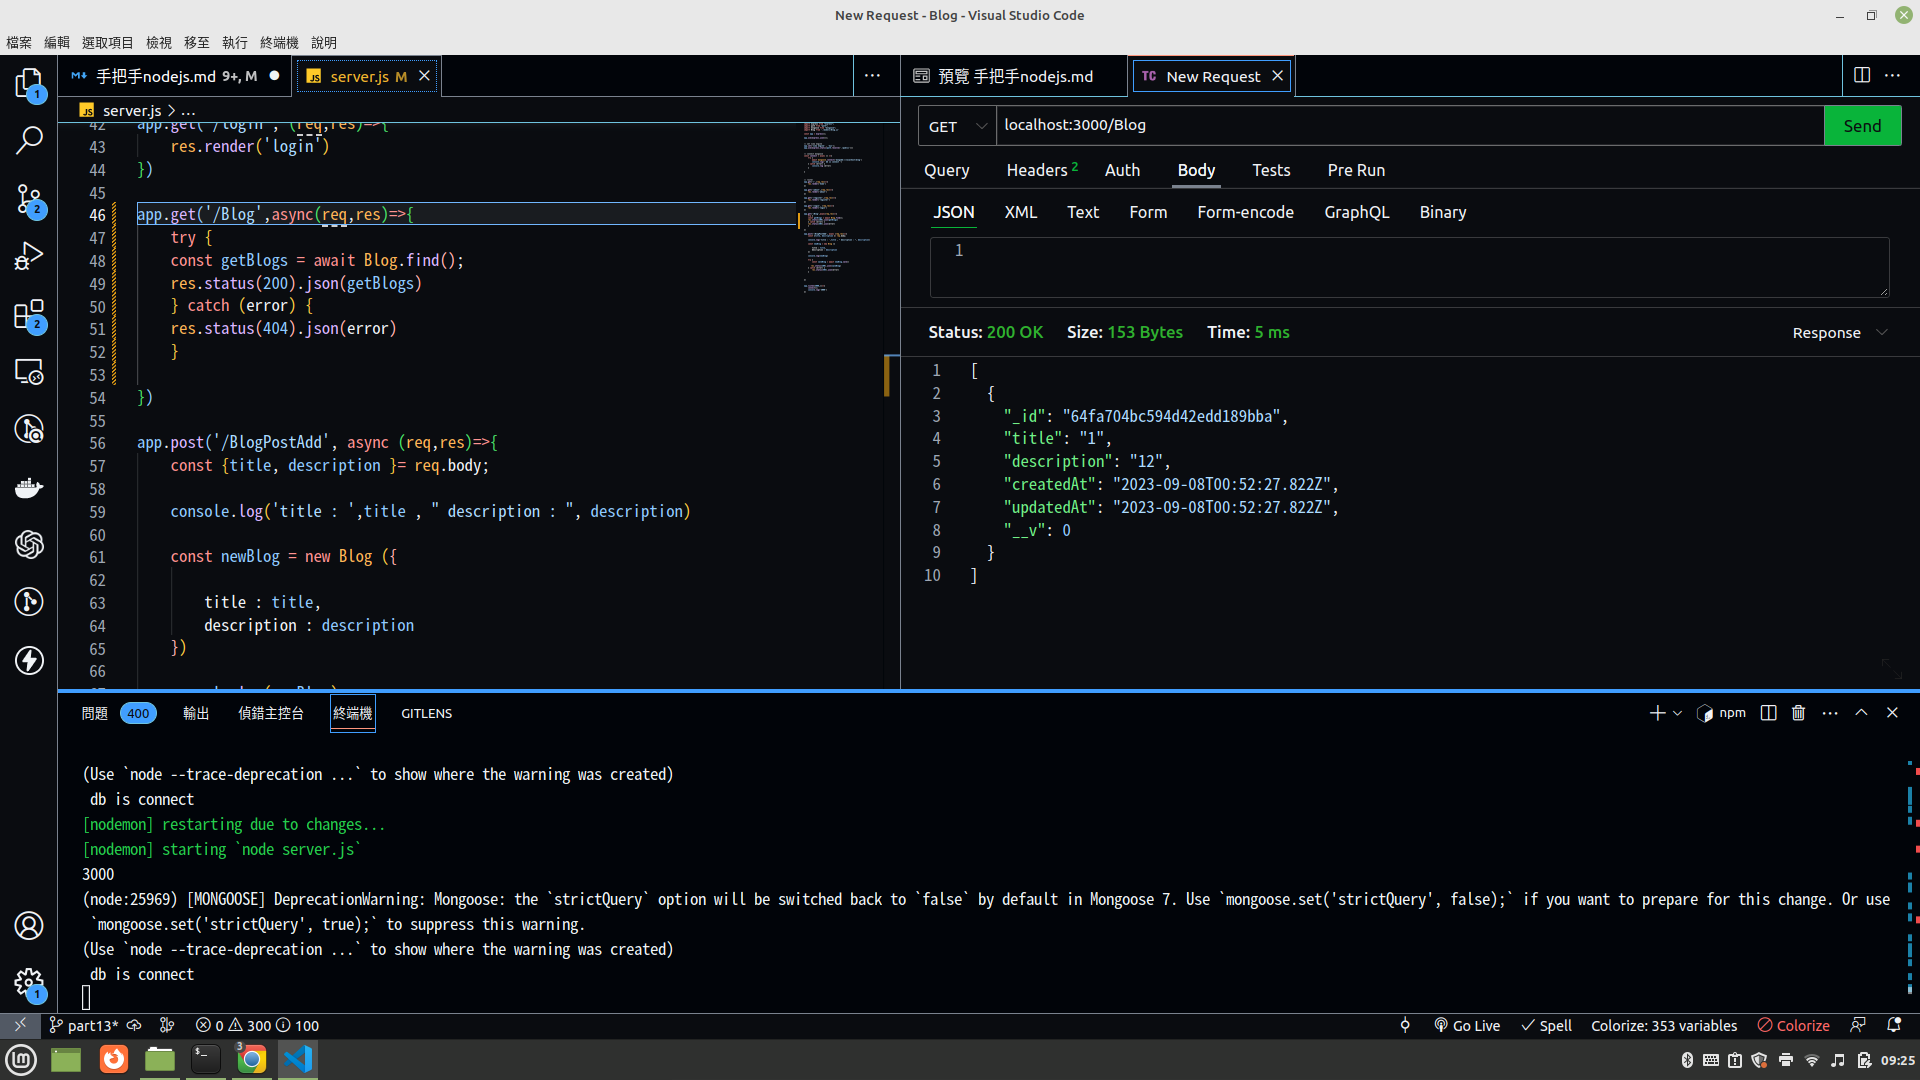 New Request - Blog - Visual Studio Code
檔案 編輯 選取項目 檢視 移至 執行 終端機 說明
手把手nodejs.md 9+, M
JS server.js M
預覽 手把手nodejs.md
TC New Request
JS server.js > ...
42 app.get('/login', (req,res)=>{
43 res.render('login')
44 })
45
46 app.get('/Blog',async(req,res)=>{
47 try {
48 const getBlogs = await Blog.find();
49 res.status(200).json(getBlogs)
50 } catch (error) {
51 res.status(404).json(error)
52 }
53
54 })
55
56 app.post('/BlogPostAdd', async (req,res)=>{
57 const {title, description }= req.body;
58
59 console.log('title : ',title , " description : ", description)
60
61 const newBlog = new Blog ({
62
63 title : title,
64 description : description
65 })
66
GET localhost:3000/Blog Send
Query Headers 2 Auth Body Tests Pre Run
JSON XML Text Form Form-encode GraphQL Binary
1
Status: 200 OK Size: 153 Bytes Time: 5 ms Response
1 [
2 {
3 "_id": "64fa704bc594d42edd189bba",
4 "title": "1",
5 "description": "12",
6 "createdAt": "2023-09-08T00:52:27.822Z",
7 "updatedAt": "2023-09-08T00:52:27.822Z",
8 "__v": 0
9 }
10 ]
問題 400 輸出 偵錯主控台 終端機 GITLENS
npm
(Use `node --trace-deprecation ...` to show where the warning was created)
db is connect
[nodemon] restarting due to changes...
[nodemon] starting `node server.js`
3000
(node:25969) [MONGOOSE] DeprecationWarning: Mongoose: the `strictQuery` option will be switched back to `false` by default in Mongoose 7. Use `mongoose.set('strictQuery', false);` if you want to prepare for this change. Or use
`mongoose.set('strictQuery', true);` to suppress this warning.
(Use `node --trace-deprecation ...` to show where the warning was created)
db is connect
part13* 0 300 100
Go Live Spell Colorize: 353 variables Colorize
1
2
2
1
3
09:25